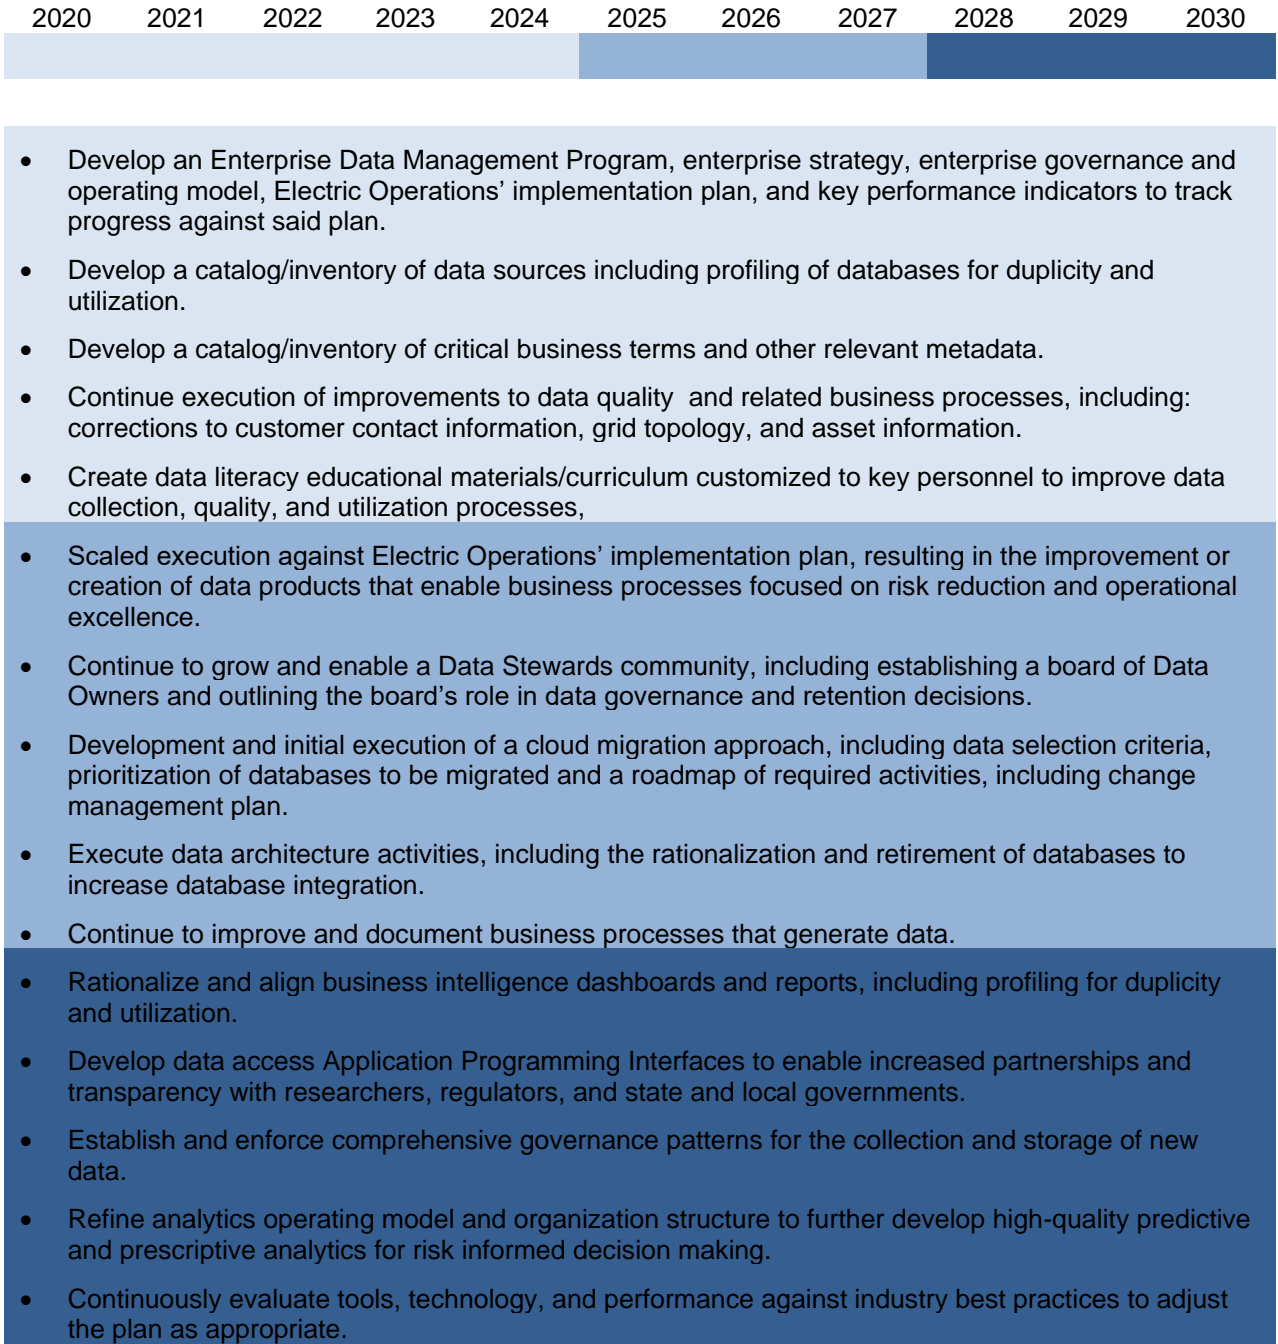 2020 2021 2022 2023 2024 2025 2026 2027 2028 2029 2030
• Develop an Enterprise Data Management Program, enterprise strategy, enterprise governance and
operating model, Electric Operations’ implementation plan, and key performance indicators to track
progress against said plan.
• Develop a catalog/inventory of data sources including profiling of databases for duplicity and
utilization.
• Develop a catalog/inventory of critical business terms and other relevant metadata.
• Continue execution of improvements to data quality  and related business processes, including:
corrections to customer contact information, grid topology, and asset information.
• Create data literacy educational materials/curriculum customized to key personnel to improve data
collection, quality, and utilization processes,
• Scaled execution against Electric Operations’ implementation plan, resulting in the improvement or
creation of data products that enable business processes focused on risk reduction and operational
excellence.
• Continue to grow and enable a Data Stewards community, including establishing a board of Data
Owners and outlining the board’s role in data governance and retention decisions.
• Development and initial execution of a cloud migration approach, including data selection criteria,
prioritization of databases to be migrated and a roadmap of required activities, including change
management plan.
• Execute data architecture activities, including the rationalization and retirement of databases to
increase database integration.
• Continue to improve and document business processes that generate data.
• Rationalize and align business intelligence dashboards and reports, including profiling for duplicity
and utilization.
• Develop data access Application Programming Interfaces to enable increased partnerships and
transparency with researchers, regulators, and state and local governments.
• Establish and enforce comprehensive governance patterns for the collection and storage of new
data.
• Refine analytics operating model and organization structure to further develop high-quality predictive
and prescriptive analytics for risk informed decision making.
• Continuously evaluate tools, technology, and performance against industry best practices to adjust
the plan as appropriate.